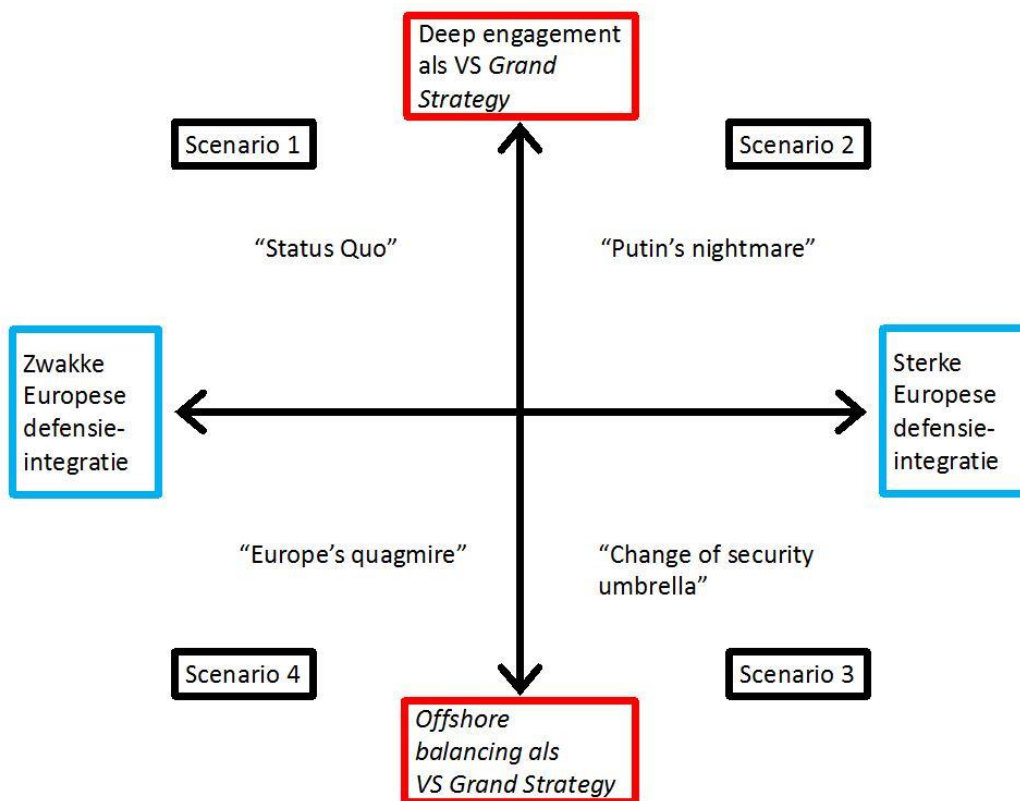 Deep engagement
als VS Grand
Strategy
Scenario 1
Scenario 2
“Status Quo”
“Putin’s nightmare”
Zwakke
Europese
defensie-
integratie
Sterke
Europese
defensie-
integratie
“Europe’s quagmire”
“Change of security
umbrella”
Scenario 4
Scenario 3
Offshore
balancing als
VS Grand Strategy